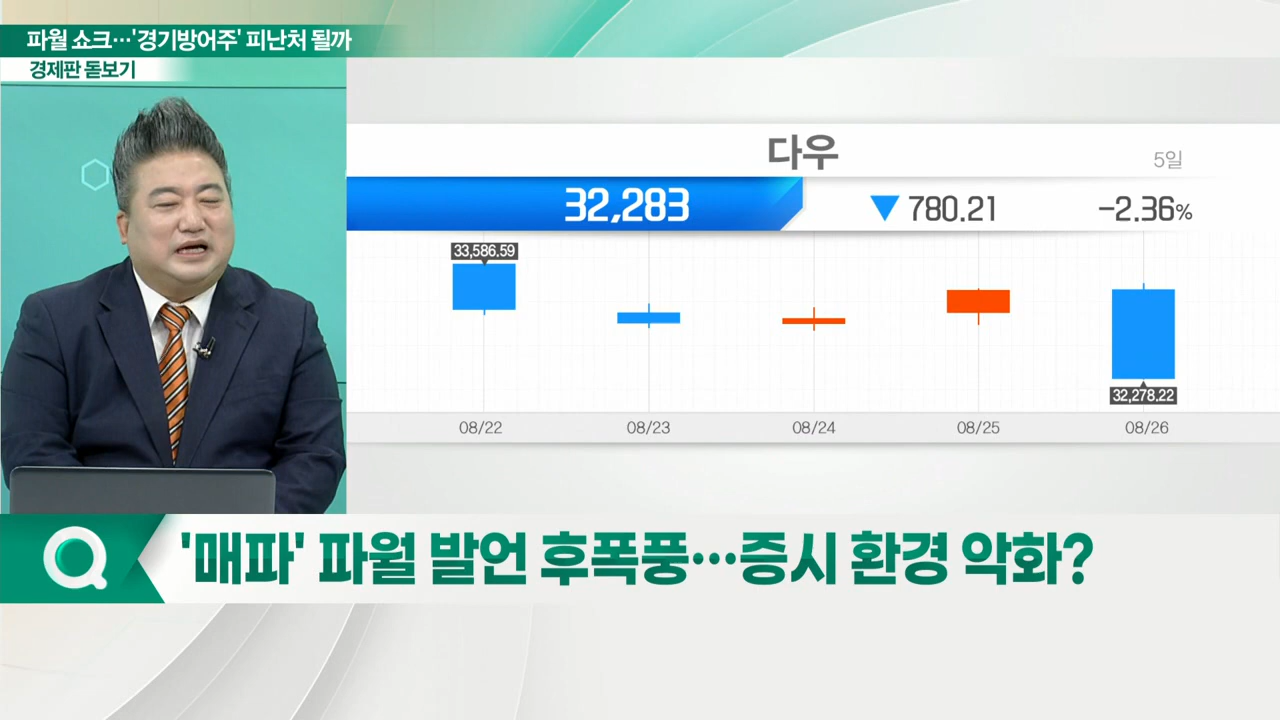 파월 쇼크…'경기방어주' 피난처 될까
경제판 돋보기
다우
5일
32,283 ▼ 780.21 -2.36%
33,586.59
32,278.22
08/22 08/23 08/24 08/25 08/26
'매파' 파월 발언 후폭풍…증시 환경 악화?